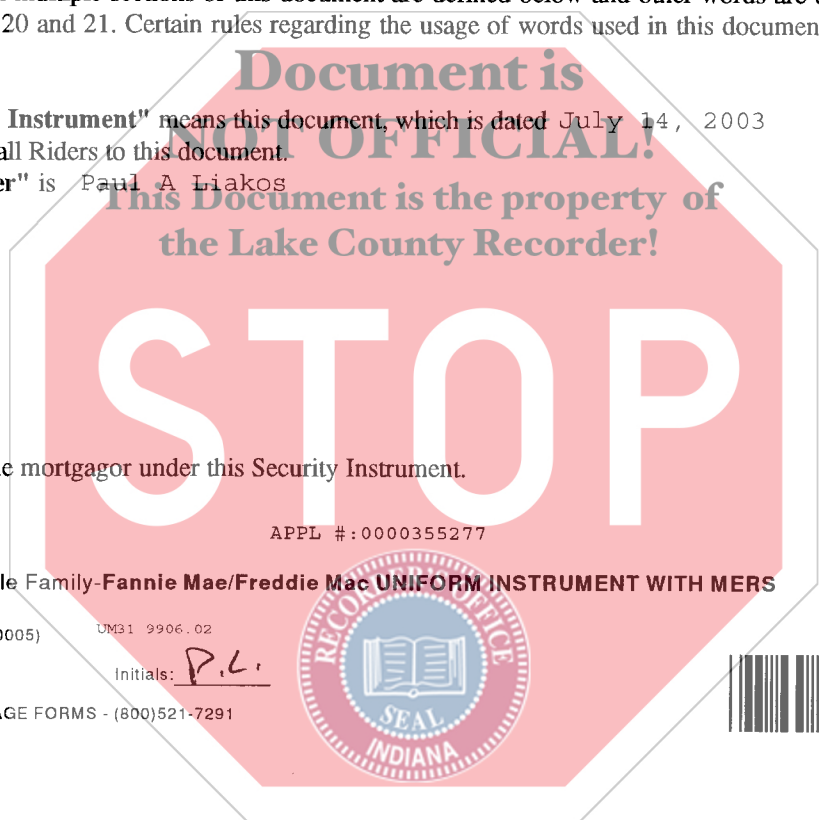 20 and 21. Certain rules regarding the usage of words used in this documen
Document is
Instrument" means this document, which is dated July 14, 2003
NOT OFFICIAL!
all Riders to this document.
er" is Paul A Liakos
This Document is the property of
the Lake County Recorder!
STOP
e mortgagor under this Security Instrument.
APPL #:0000355277
le Family-Fannie Mae/Freddie Mac UNIFORM INSTRUMENT WITH MERS
0005)
UM31 9906.02
Initials: P.L.
AGE FORMS - (800)521-7291
RECORDER'S OFFICE
SEAL
INDIANA